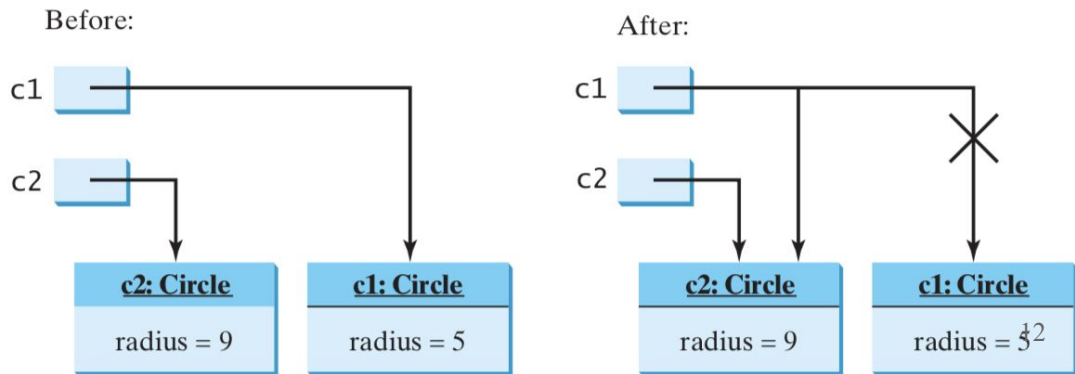 Before:
c1
c2
c2: Circle
radius = 9
c1: Circle
radius = 5
After:
c1
c2
c2: Circle
radius = 9
c1: Circle
radius = 5
12